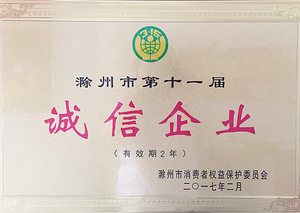 315
滁州市第十一届
诚信企业
(有效期2年)
滁州市消费者权益保护委员会
二〇一七年二月